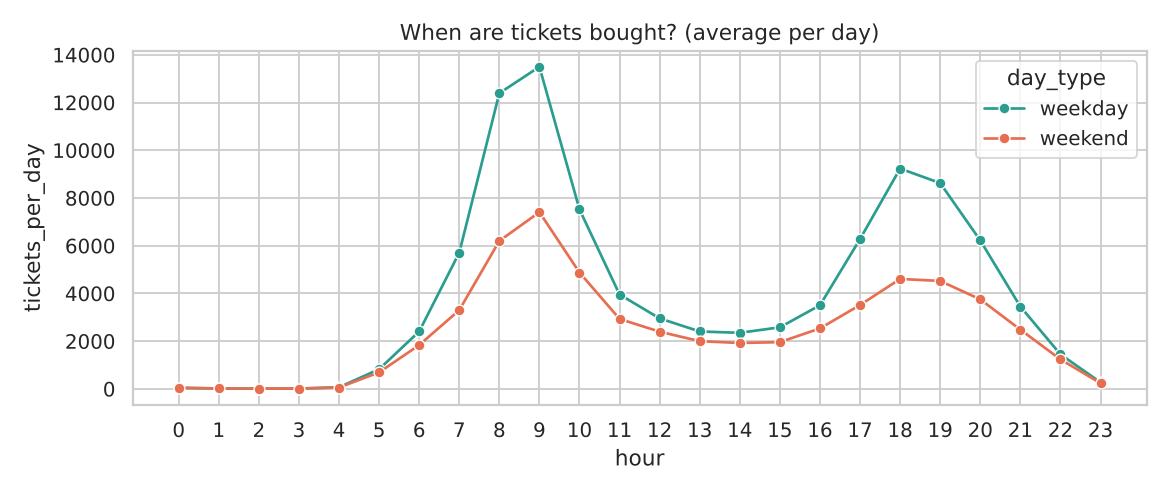 When are tickets bought? (average per day)
14000
12000
10000
8000
6000
4000
2000
0
tickets_per_day
day_type
weekday
weekend
0 1 2 3 4 5 6 7 8 9 10 11 12 13 14 15 16 17 18 19 20 21 22 23
hour